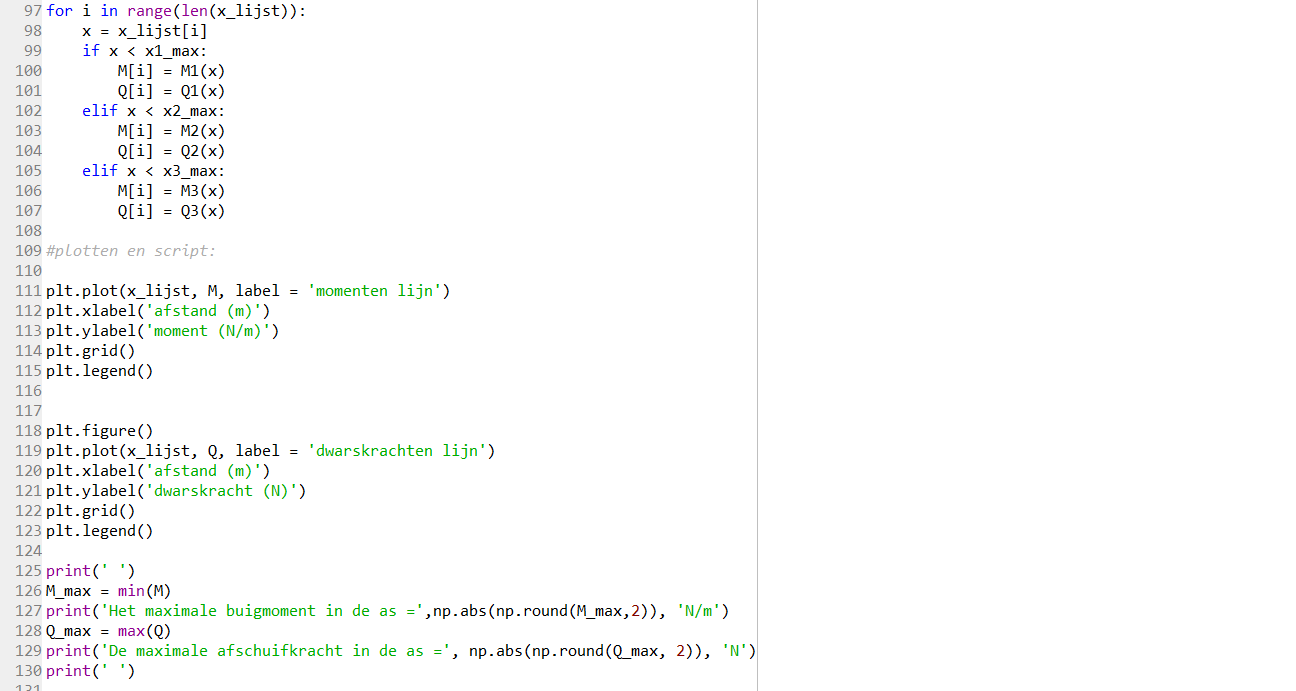 97 for i in range(len(x_lijst)):
98     x = x_lijst[i]
99     if x < x1_max:
100         M[i] = M1(x)
101         Q[i] = Q1(x)
102     elif x < x2_max:
103         M[i] = M2(x)
104         Q[i] = Q2(x)
105     elif x < x3_max:
106         M[i] = M3(x)
107         Q[i] = Q3(x)
108
109 #plotten en script:
110
111 plt.plot(x_lijst, M, label = 'momenten lijn')
112 plt.xlabel('afstand (m)')
113 plt.ylabel('moment (N/m)')
114 plt.grid()
115 plt.legend()
116
117
118 plt.figure()
119 plt.plot(x_lijst, Q, label = 'dwarskrachten lijn')
120 plt.xlabel('afstand (m)')
121 plt.ylabel('dwarskracht (N)')
122 plt.grid()
123 plt.legend()
124
125 print(' ')
126 M_max = min(M)
127 print('Het maximale buigmoment in de as =',np.abs(np.round(M_max,2)), 'N/m')
128 Q_max = max(Q)
129 print('De maximale afschuifkracht in de as =', np.abs(np.round(Q_max, 2)), 'N')
130 print(' ')
131